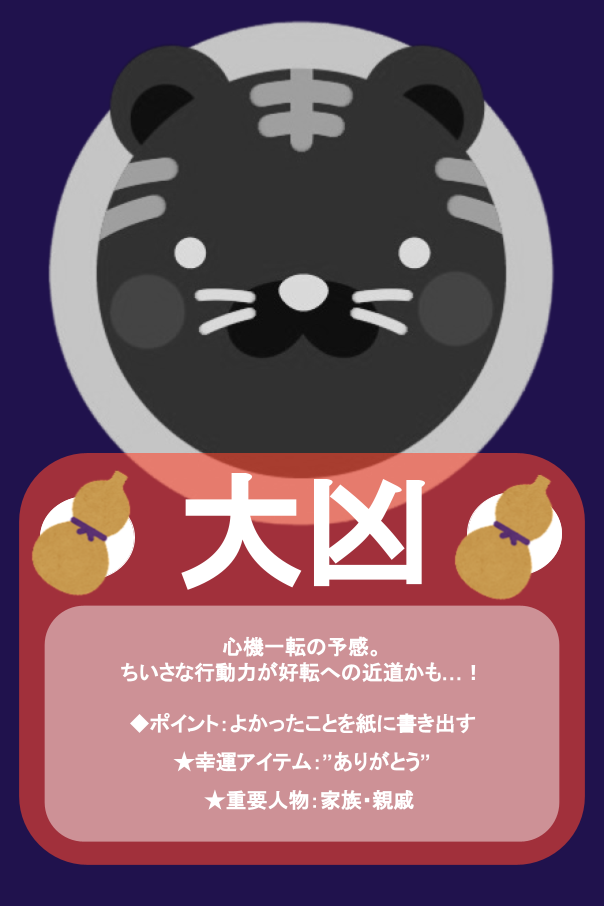 大凶
心機一転の予感。
ちいさな行動力が好転への近道かも…！
◆ポイント：よかったことを紙に書き出す
★幸運アイテム：”ありがとう”
★重要人物：家族・親戚